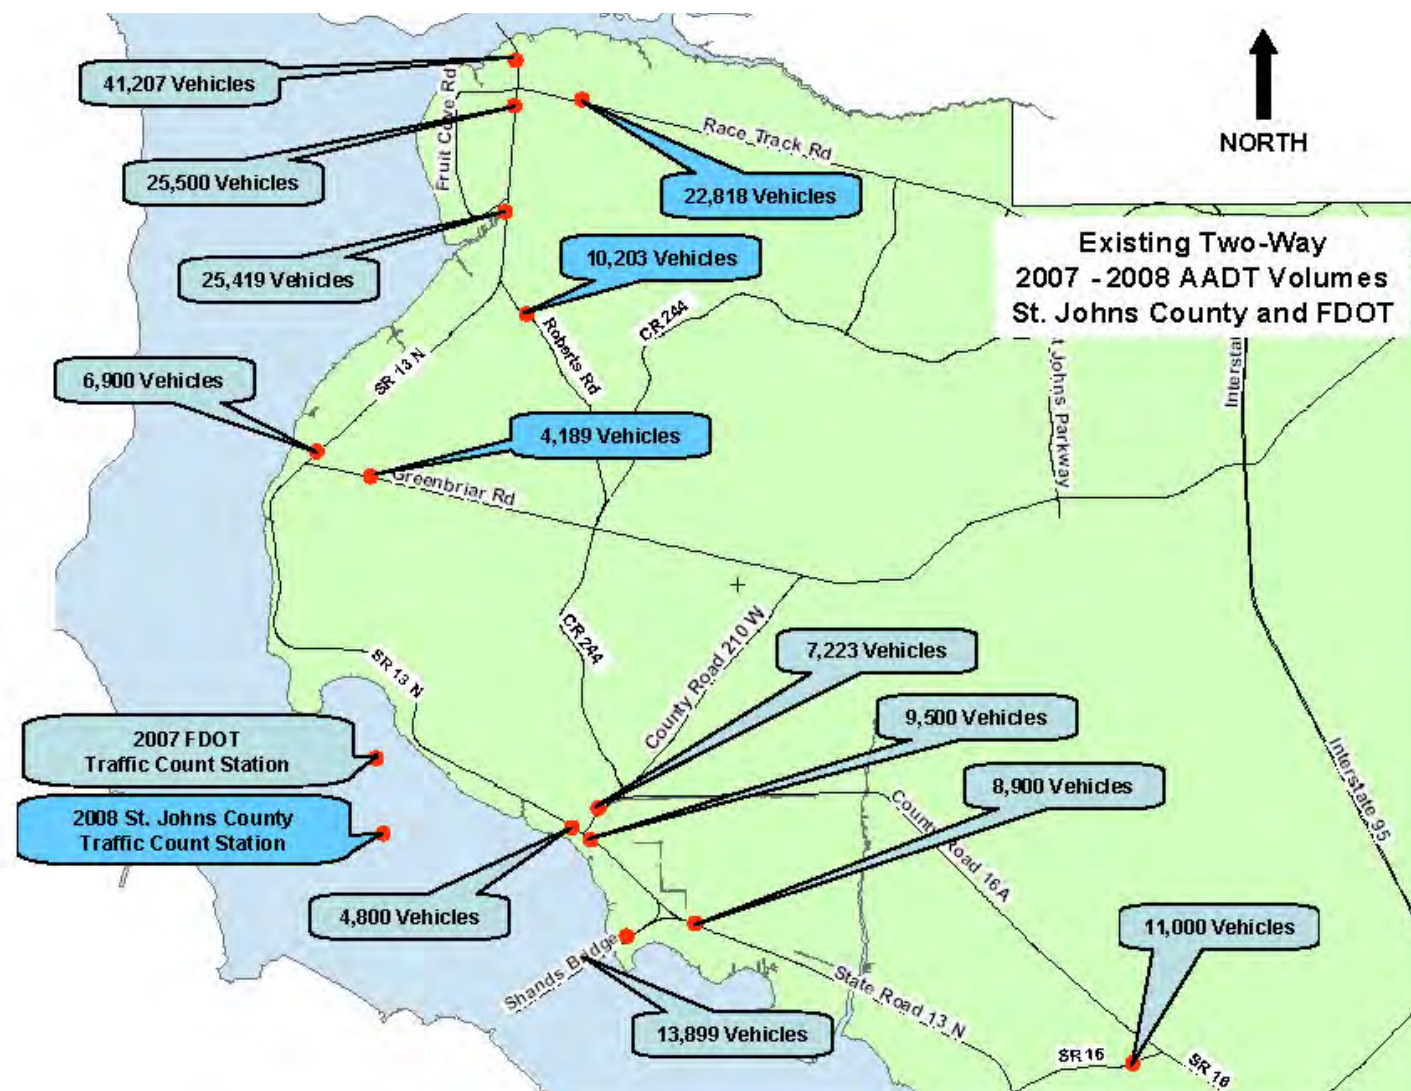 41,207 Vehicles
Fruit Cove Rd
Race Track Rd
NORTH
25,500 Vehicles
22,818 Vehicles
Existing Two-Way
2007 - 2008 AADT Volumes
St. Johns County and FDOT
25,419 Vehicles
10,203 Vehicles
CR 244
Roberts Rd
SR 13 N
t Johns Parkway
Intersta
6,900 Vehicles
4,189 Vehicles
Greenbriar Rd
CR 244
County Road 210 W
7,223 Vehicles
SR 13 N
9,500 Vehicles
2007 FDOT
Traffic Count Station
Interstate 95
8,900 Vehicles
2008 St. Johns County
Traffic Count Station
County Road 16A
4,800 Vehicles
11,000 Vehicles
Shands Bridge
State Road 13 N
13,899 Vehicles
SR 16
SR 16